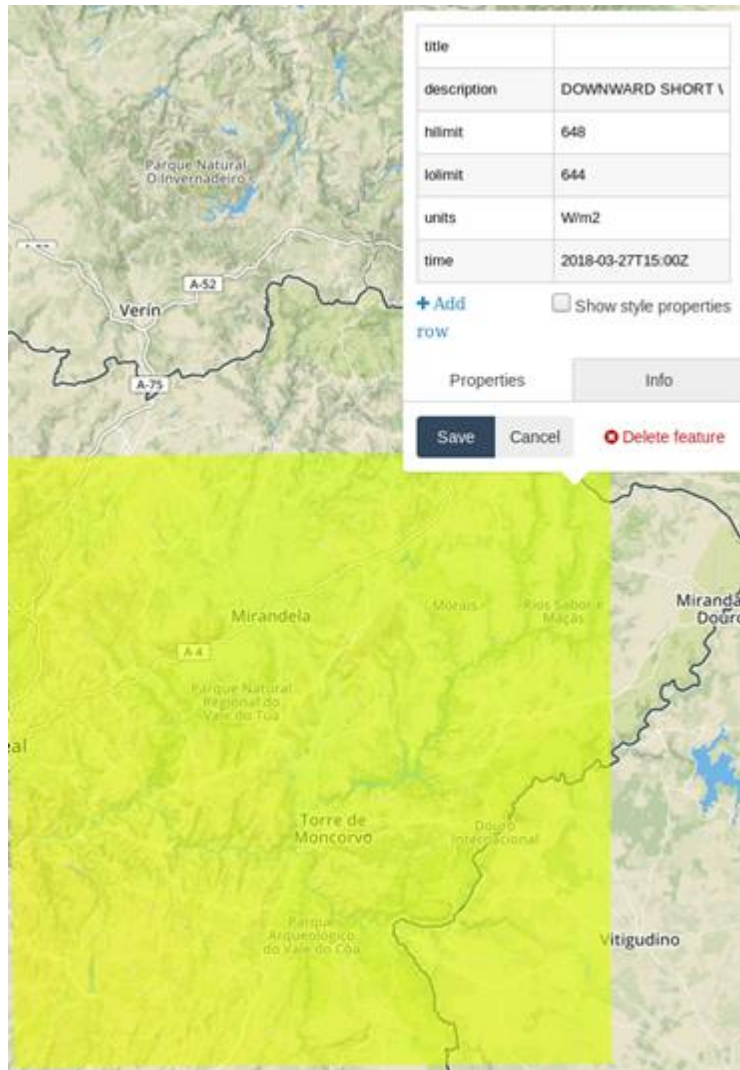 title
description DOWNWARD SHORT
hilimit 648
lolimit 644
units W/m2
time 2018-03-27T15:00Z
+ Add row
Show style properties
Properties Info
Save Cancel Delete feature
Parque Natural
O Invernadeiro
A-52
Verín
A-75
Mirandela
Morais
Rios Sabor e
Maçãs
Miranda
Douro
A-4
Parque Natural
Regional do
Vale do Tua
eal
Torre de
Moncorvo
Douro
Internacional
Parque
Arqueológico
do Vale do Côa
Vitigudino